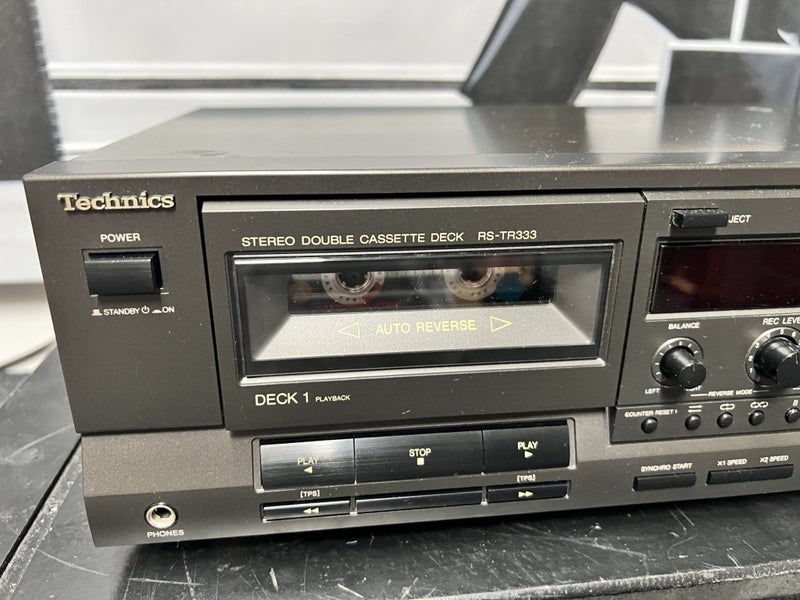 Technics
POWER
STANDBY ON
STEREO DOUBLE CASSETTE DECK RS-TR333
AUTO REVERSE
DECK 1 PLAYBACK
PLAY
STOP
PLAY
[TPS]
[TPS]
PHONES
JECT
BALANCE
REC LEVE
LEFT
REVERSE MODE
COUNTER RESET 1
SYNCHRO START
X1 SPEED
X2 SPEED